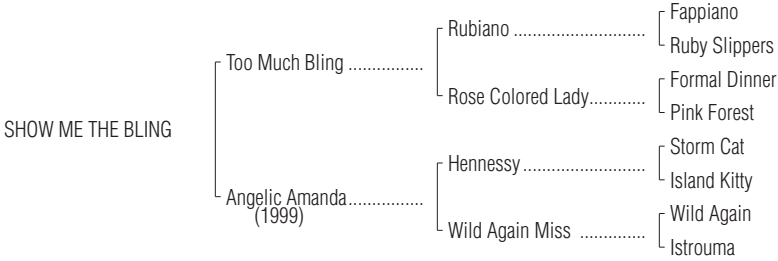 Fappiano
Rubiano ............................
Ruby Slippers
Too Much Bling ................
Formal Dinner
Rose Colored Lady............
Pink Forest
SHOW ME THE BLING
Storm Cat
Hennessy ..........................
Island Kitty
Angelic Amanda................
(1999)
Wild Again
Wild Again Miss ..............
Istrouma